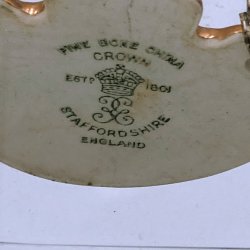 FINE BONE CHINA
CROWN
ESTD 1801
STAFFORDSHIRE
ENGLAND